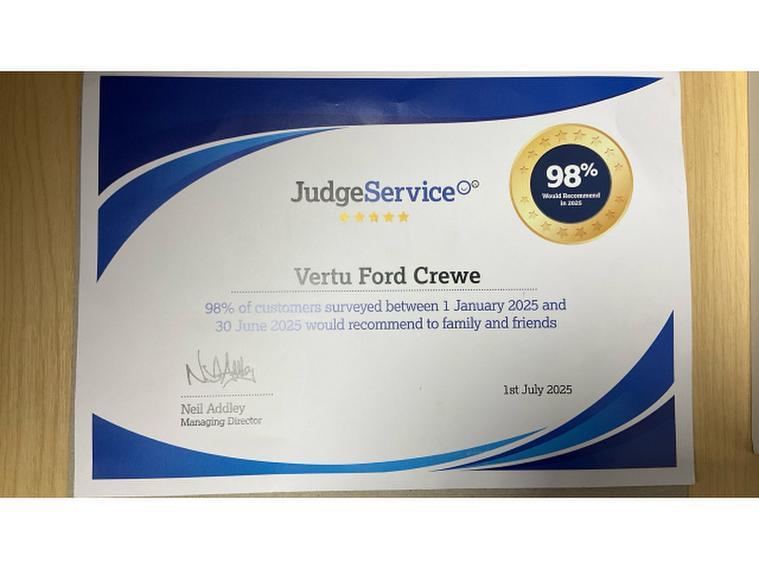 98%
Would Recommend
in 2025
JudgeService
Vertu Ford Crewe
98% of customers surveyed between 1 January 2025 and
30 June 2025 would recommend to family and friends
1st July 2025
Neil Addley
Managing Director